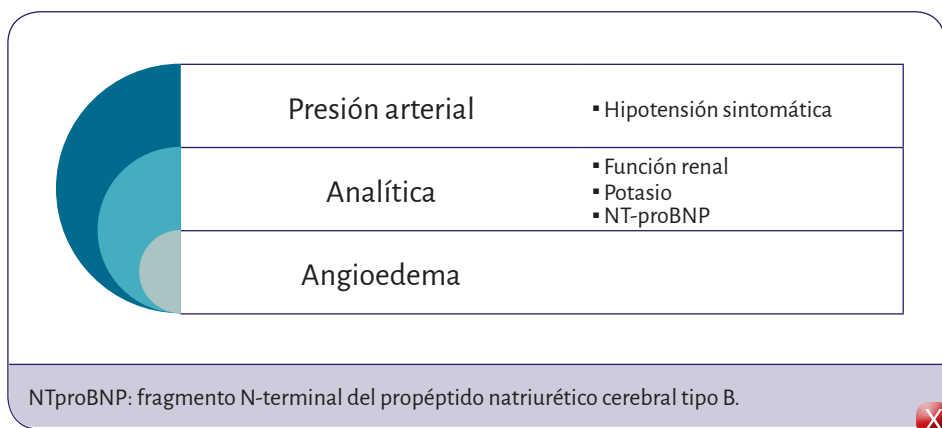 Presión arterial
▪ Hipotensión sintomática
Analítica
▪ Función renal
▪ Potasio
▪ NT-proBNP
Angioedema
NTproBNP: fragmento N-terminal del propéptido natriurético cerebral tipo B.
X